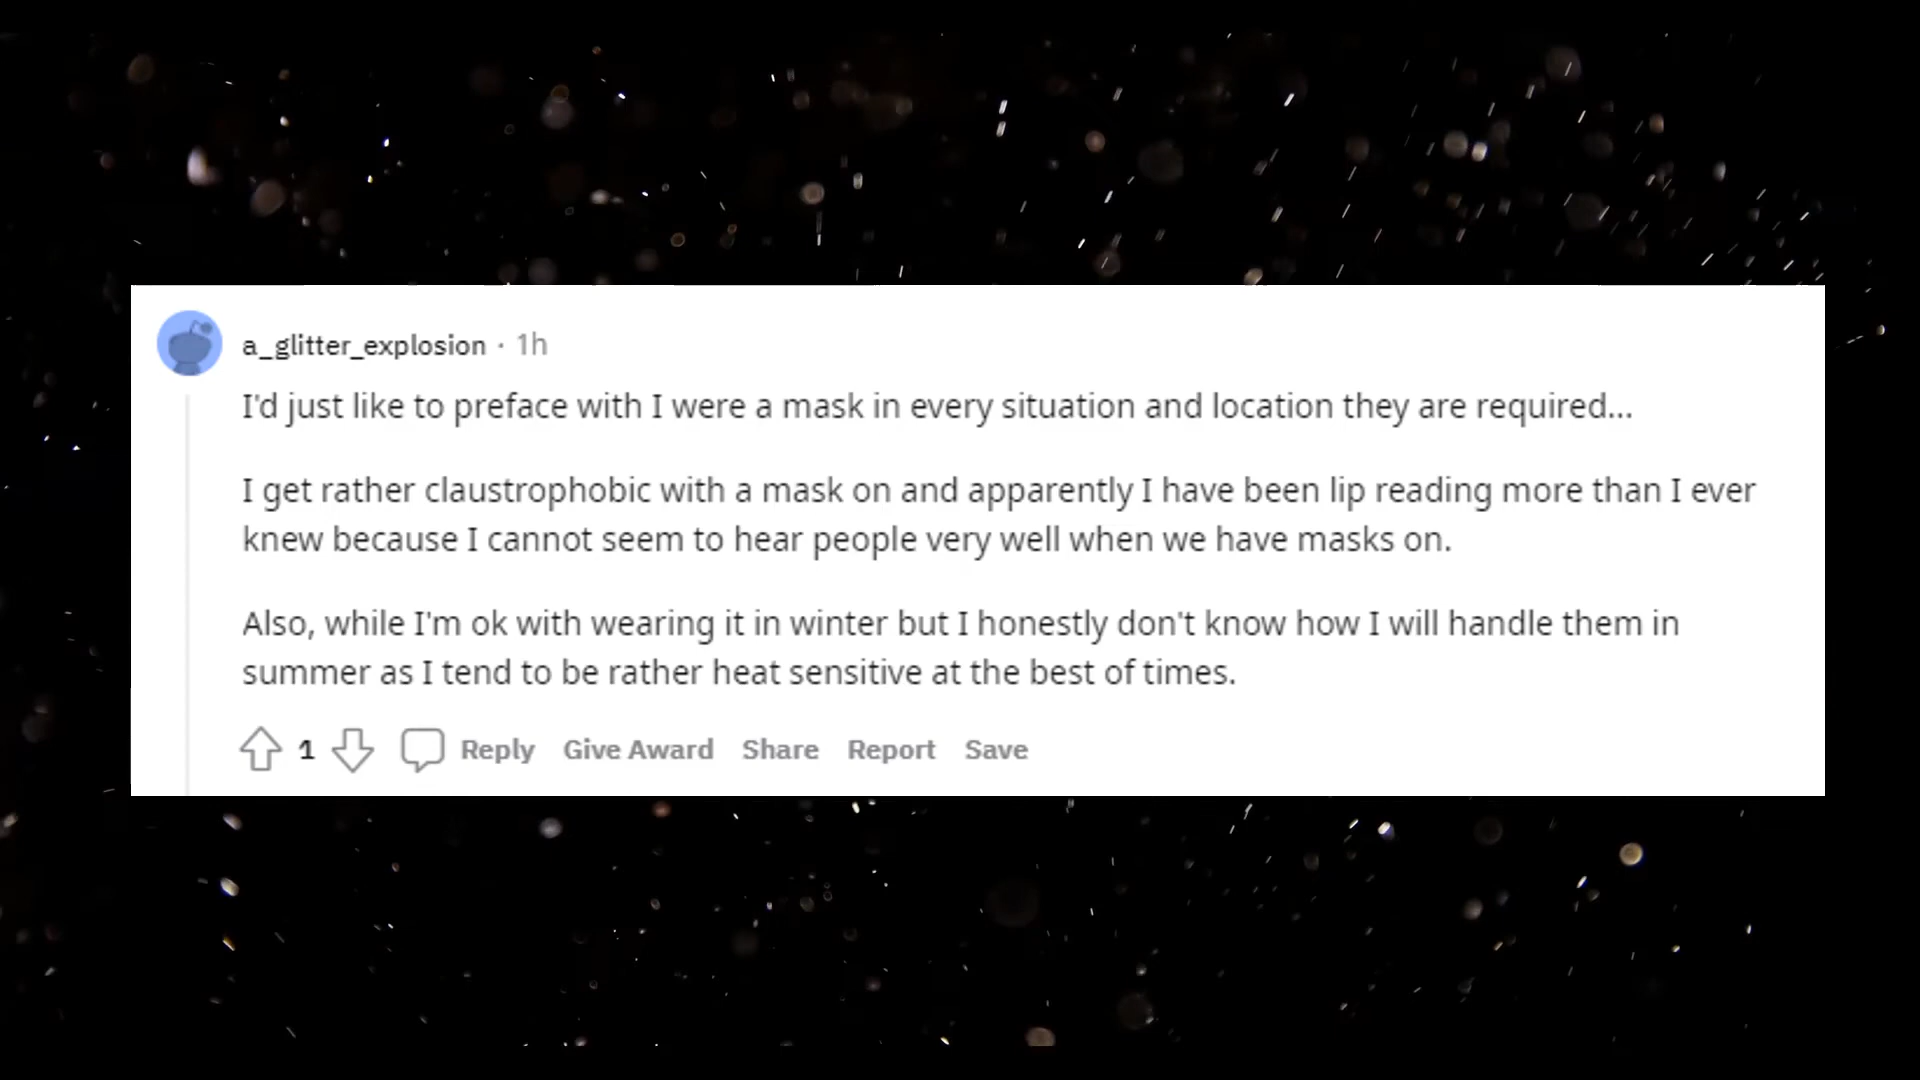 a_glitter_explosion · 1h
I'd just like to preface with I were a mask in every situation and location they are required...
I get rather claustrophobic with a mask on and apparently I have been lip reading more than I ever
knew because I cannot seem to hear people very well when we have masks on.
Also, while I'm ok with wearing it in winter but I honestly don't know how I will handle them in
summer as I tend to be rather heat sensitive at the best of times.
1 Reply Give Award Share Report Save